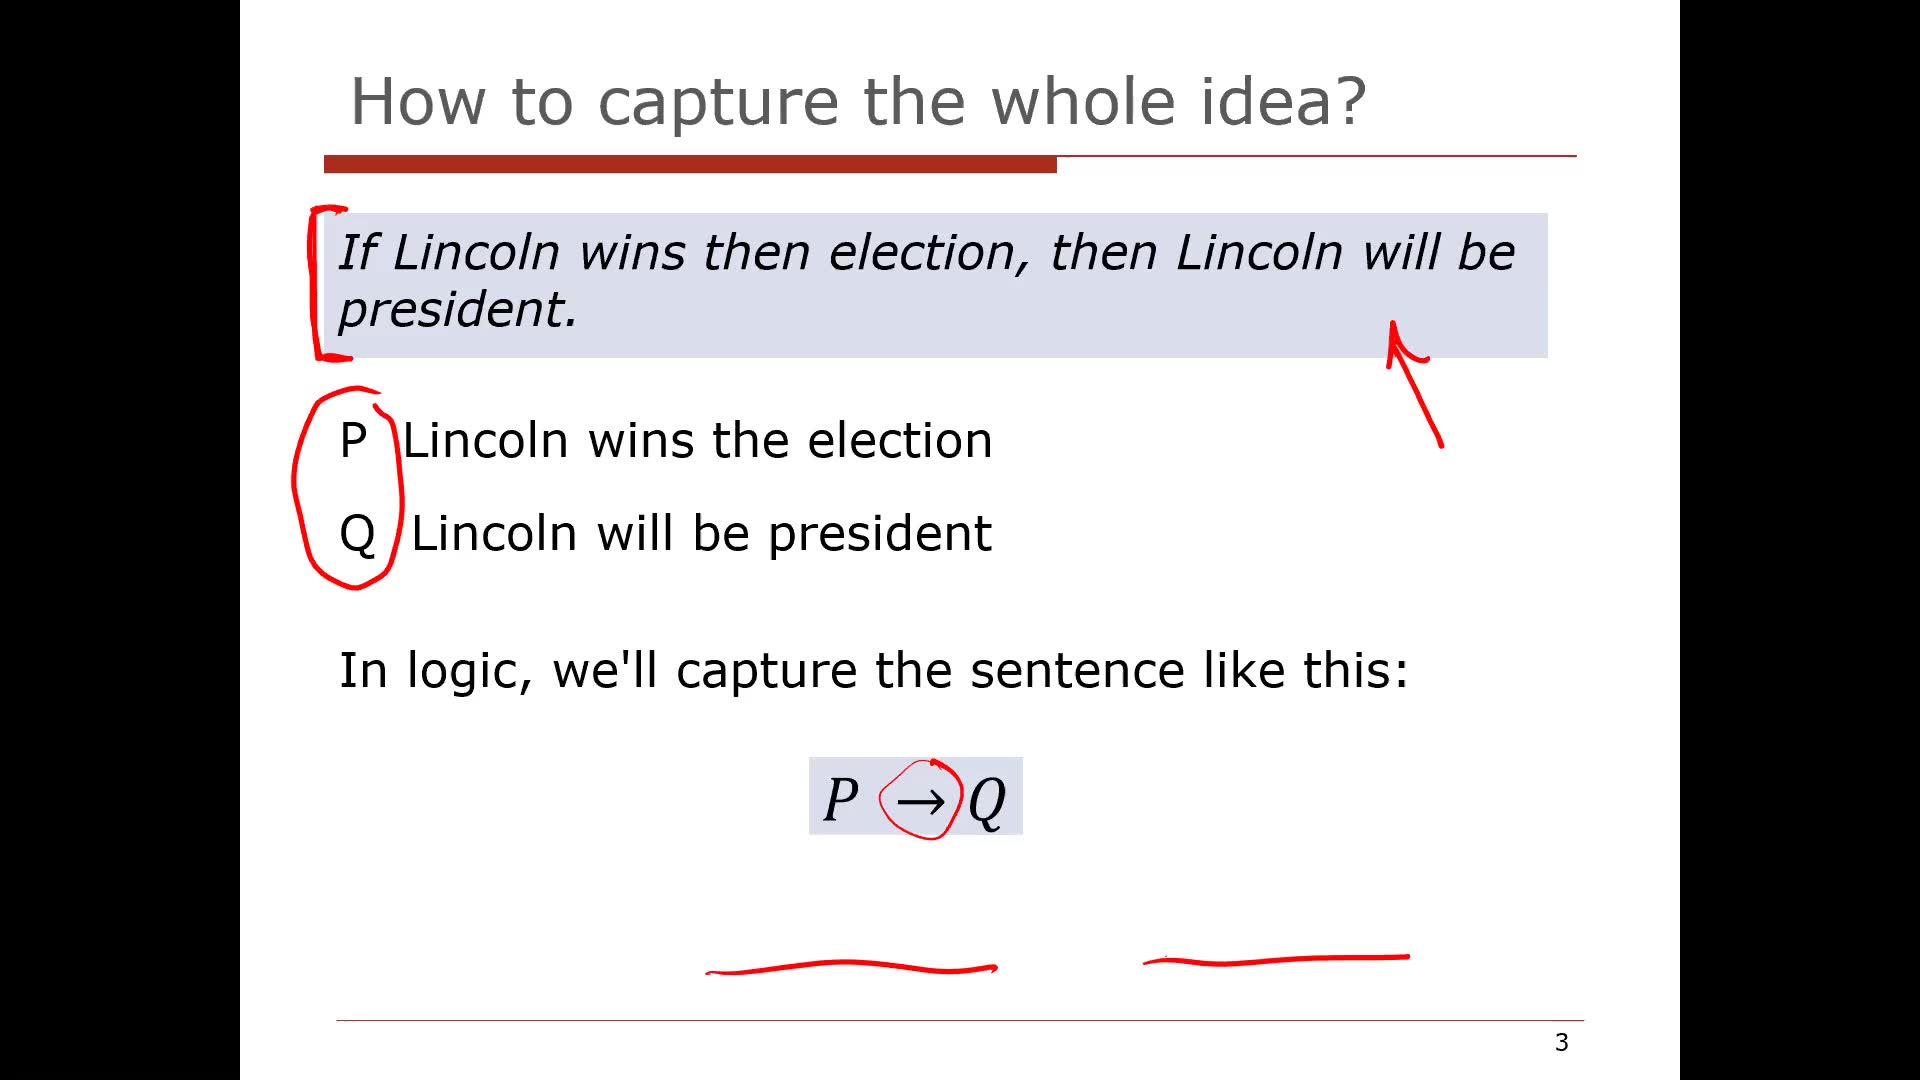 How to capture the whole idea?
If Lincoln wins then election, then Lincoln will be
president.
P Lincoln wins the election
Q Lincoln will be president
In logic, we'll capture the sentence like this:
P → Q
3